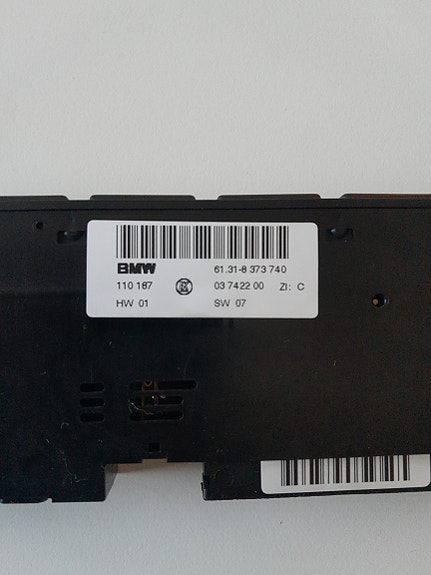 BMW 61.31-8 373 740
110 187 03 7422 00 ZI: C
HW 01 SW 07